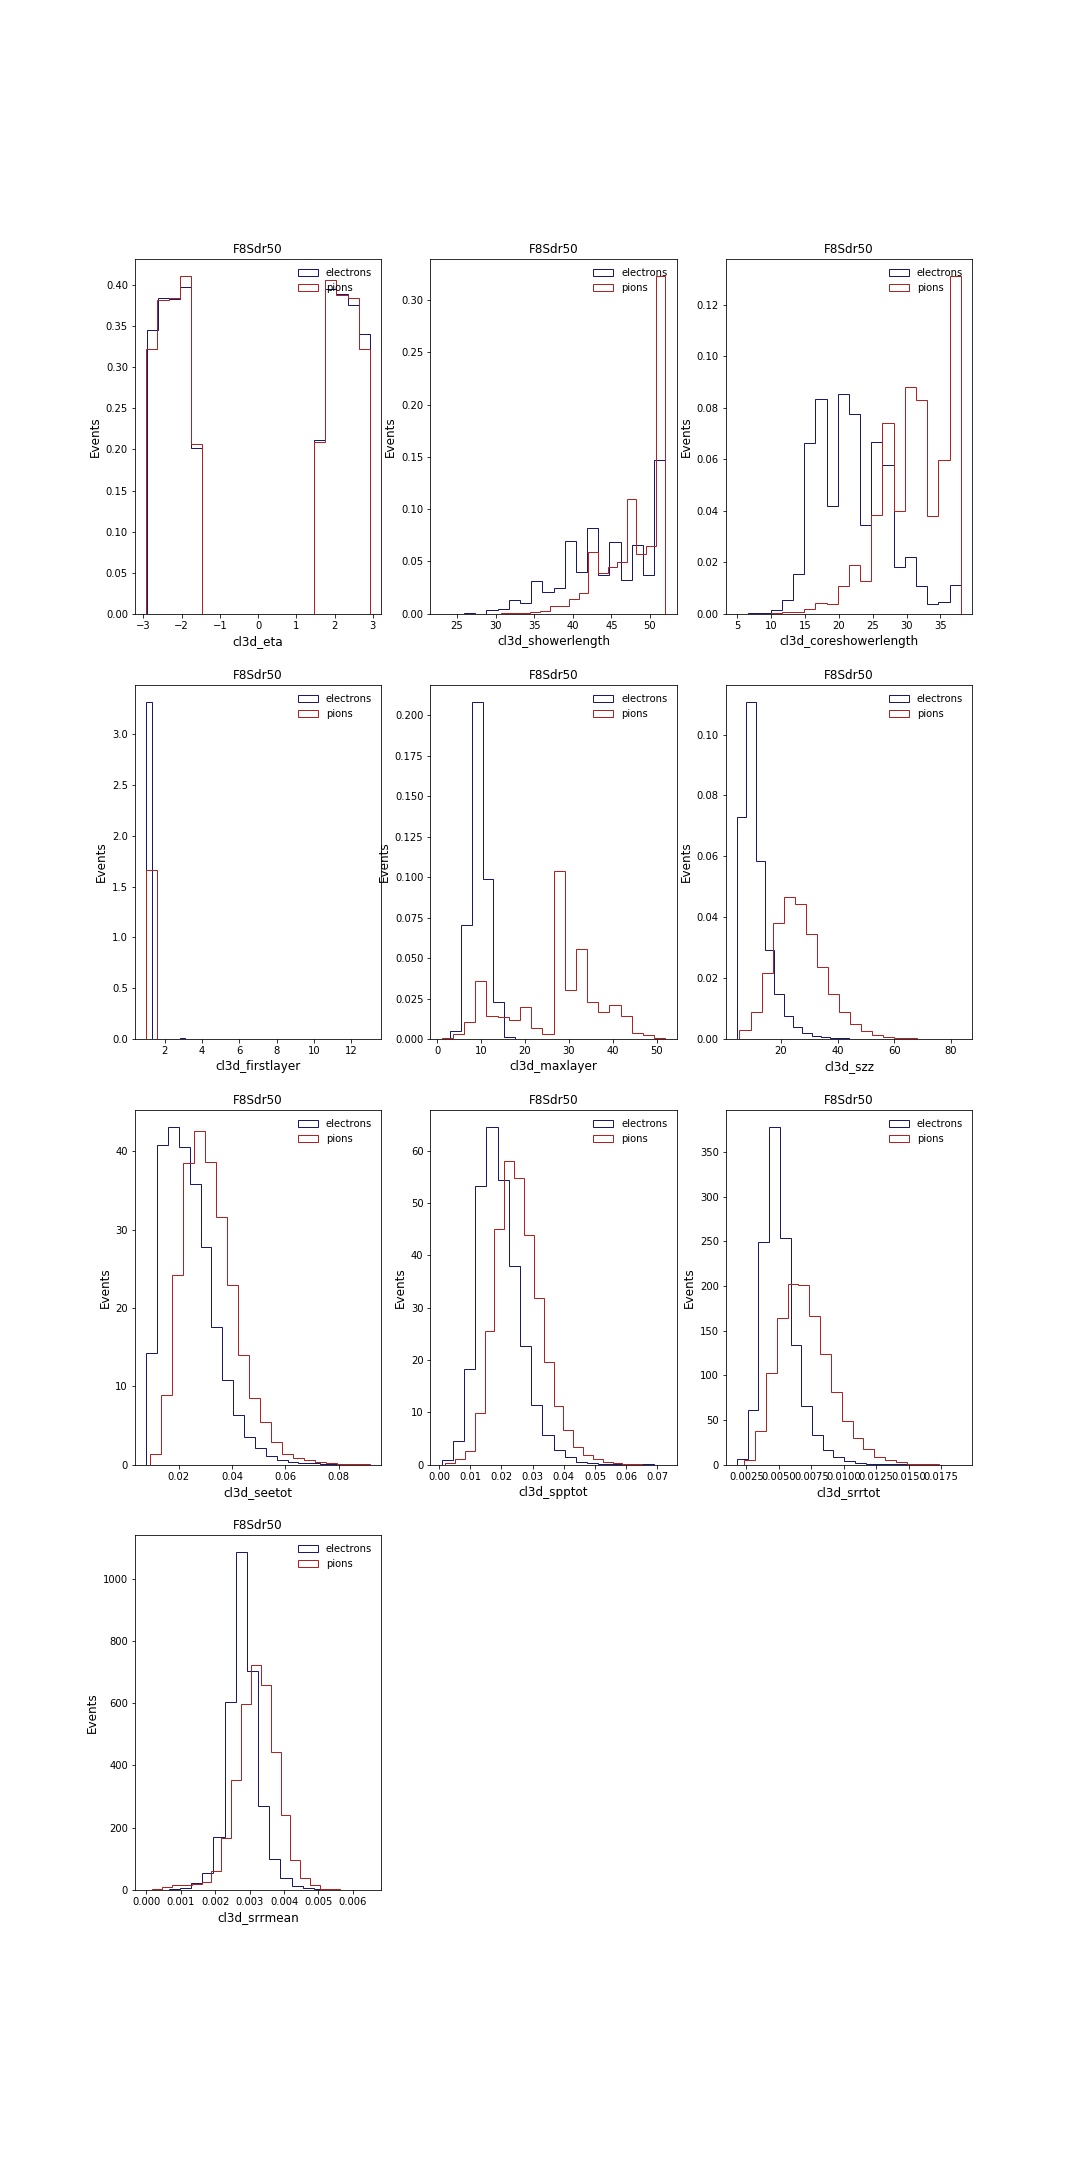 F8Sdr50 F8Sdr50 F8Sdr50
electrons electrons electrons
pions pions pions
0.40 0.35 0.30 0.25 0.20 0.15 0.10 0.05 0.00
Events
−3 −2 −1 0 1 2 3
cl3d_eta
0.30 0.25 0.20 0.15 0.10 0.05 0.00
Events
25 30 35 40 45 50
cl3d_showerlength
0.12 0.10 0.08 0.06 0.04 0.02 0.00
Events
5 10 15 20 25 30 35
cl3d_coreshowerlength
F8Sdr50 F8Sdr50 F8Sdr50
electrons electrons electrons
pions pions pions
3.0 2.5 2.0 1.5 1.0 0.5 0.0
Events
2 4 6 8 10 12
cl3d_firstlayer
0.200 0.175 0.150 0.125 0.100 0.075 0.050 0.025 0.000
Events
0 10 20 30 40 50
cl3d_maxlayer
0.10 0.08 0.06 0.04 0.02 0.00
Events
20 40 60 80
cl3d_szz
F8Sdr50 F8Sdr50 F8Sdr50
electrons electrons electrons
pions pions pions
40 30 20 10 0
Events
0.02 0.04 0.06 0.08
cl3d_seetot
60 50 40 30 20 10 0
Events
0.00 0.01 0.02 0.03 0.04 0.05 0.06 0.07
cl3d_spptot
350 300 250 200 150 100 50 0
Events
0.0025 0.0050 0.0075 0.0100 0.0125 0.0150 0.0175
cl3d_srrtot
F8Sdr50
electrons
pions
1000 800 600 400 200 0
Events
0.000 0.001 0.002 0.003 0.004 0.005 0.006
cl3d_srrmean